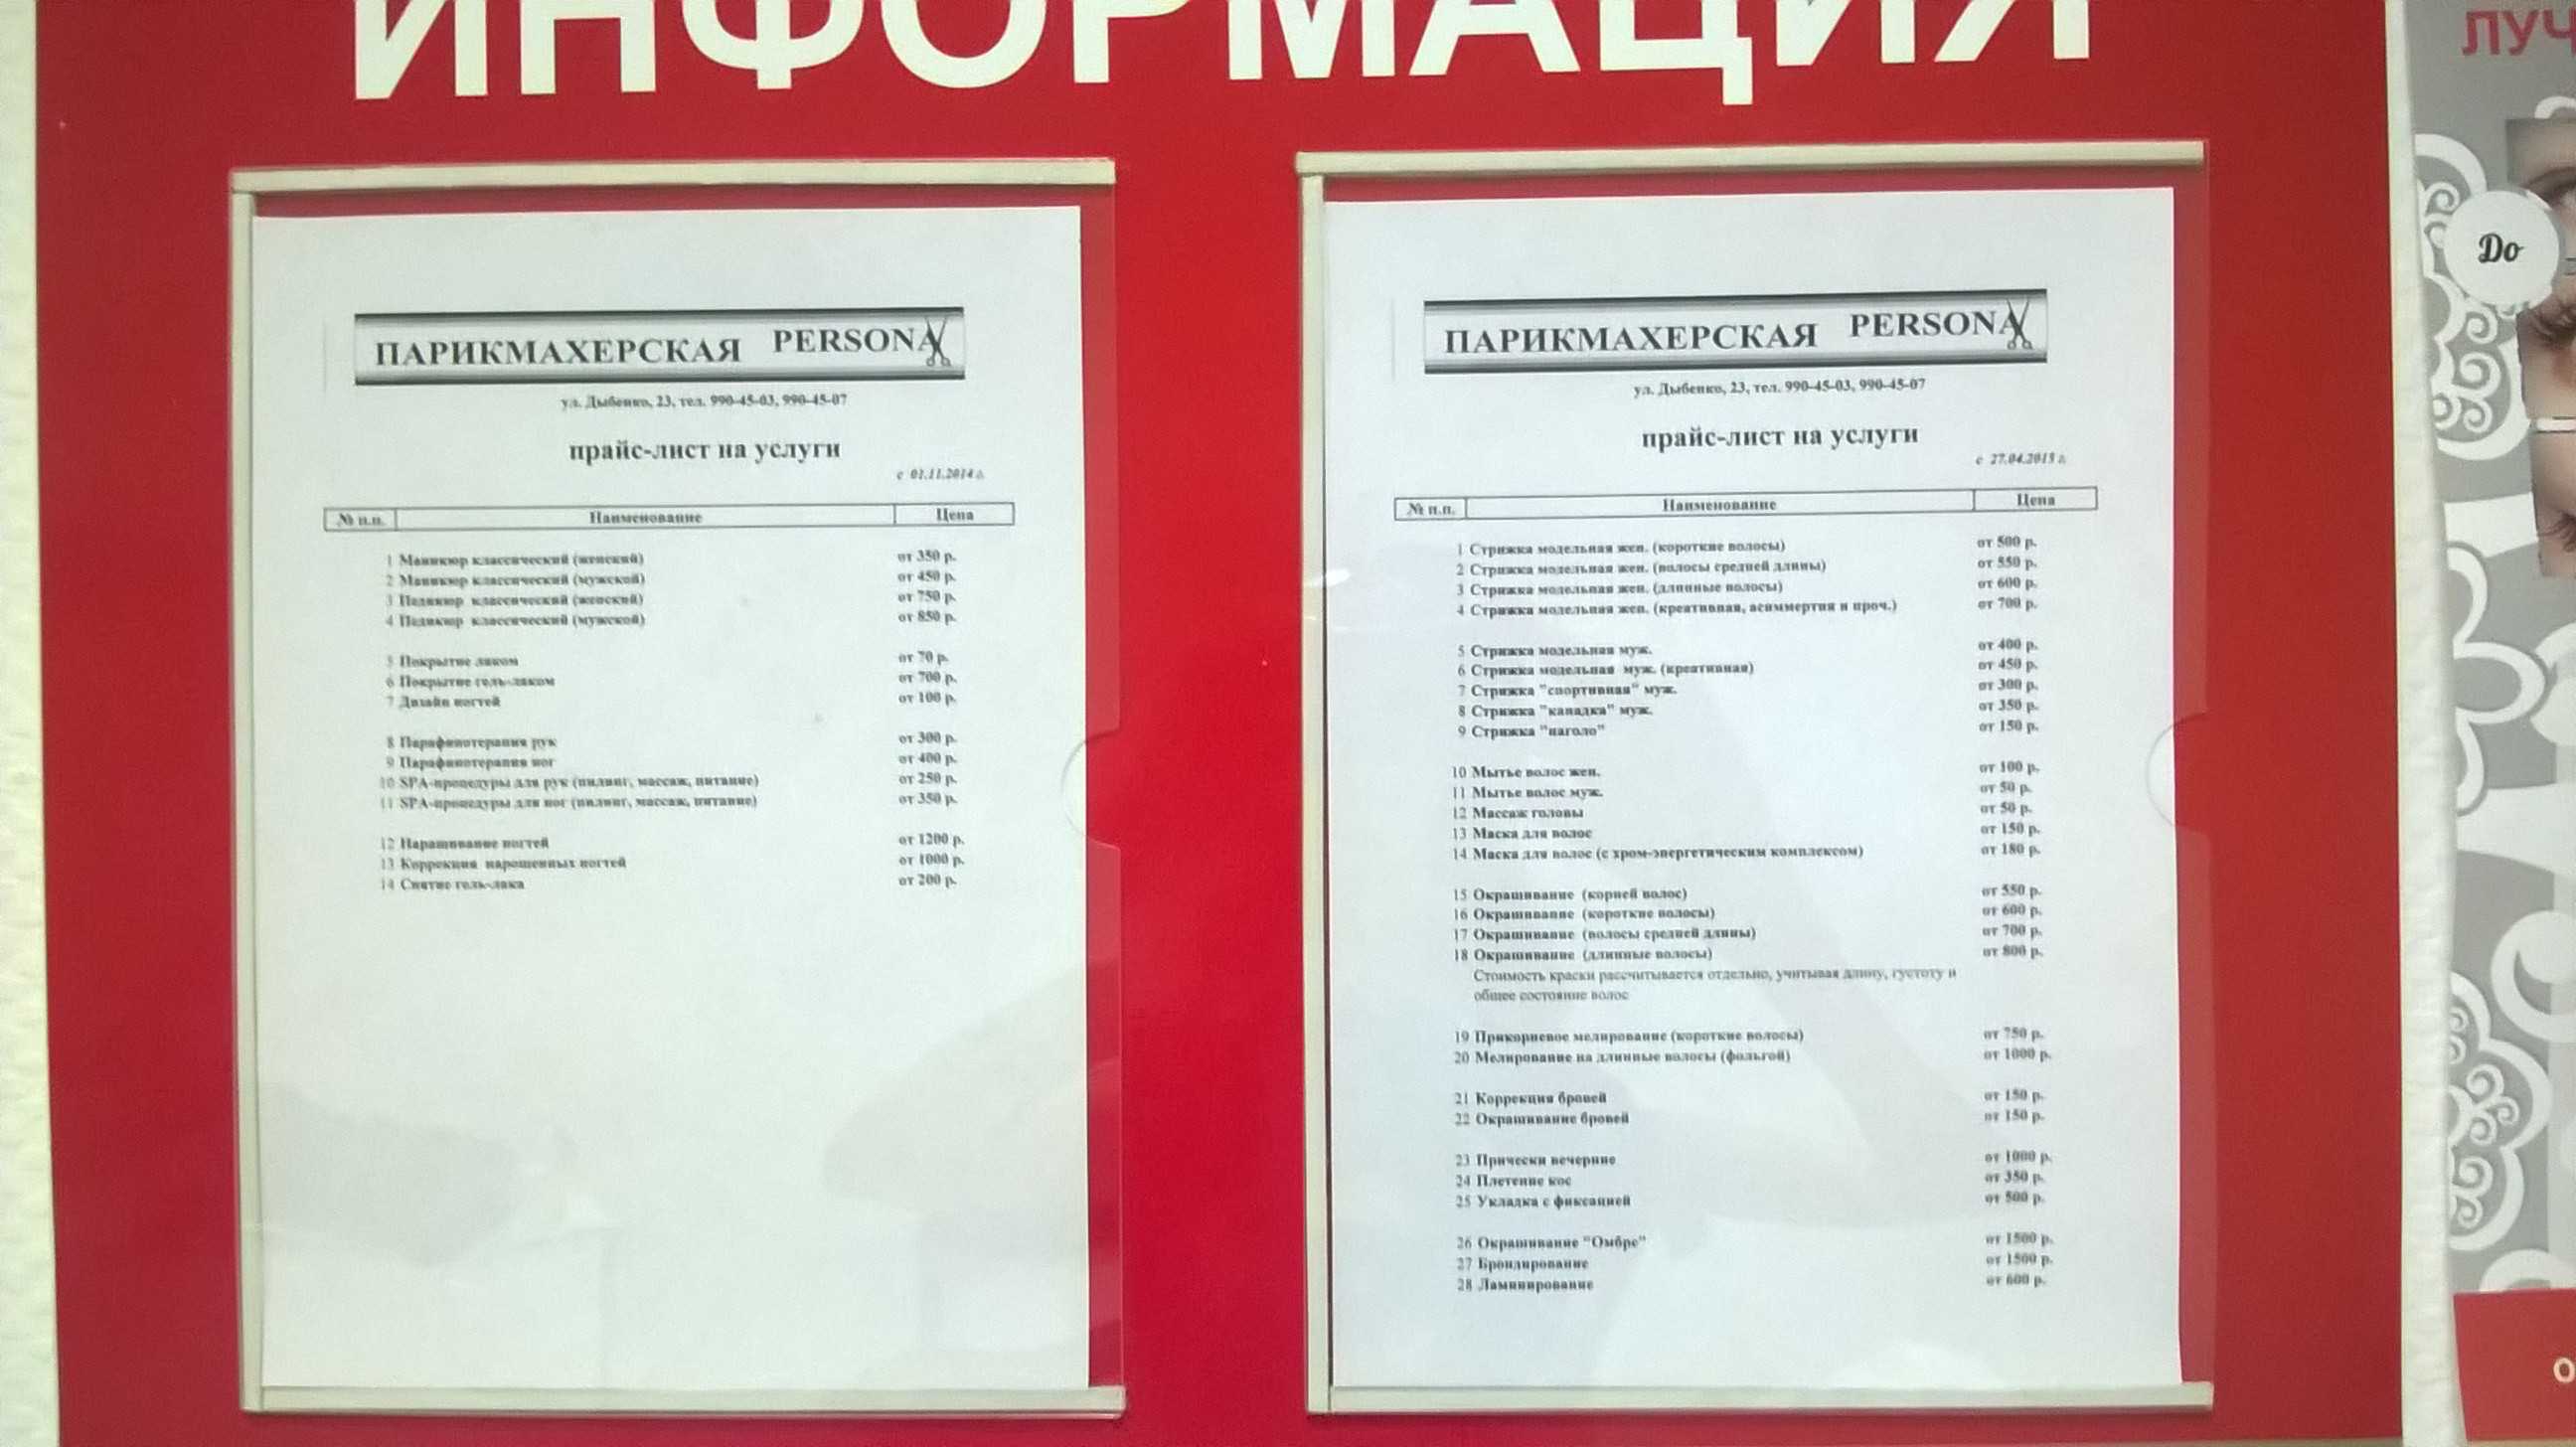 ИНФОРМАЦИЯ
ПАРИКМАХЕРСКАЯ PERSONA
ул. Дыбенко, 23, тел. 990-45-03, 990-45-07
прайс-лист на услуги
с 01.11.2014 г.
№ п.п. Наименование Цена
1 Маникюр классический (женский) от 350 р.
2 Маникюр классический (мужской) от 450 р.
3 Педикюр классический (женский) от 750 р.
4 Педикюр классический (мужской) от 850 р.
5 Покрытие лаком от 70 р.
6 Покрытие гель-лаком от 700 р.
7 Дизайн ногтей от 100 р.
8 Парафинотерапия рук от 300 р.
9 Парафинотерапия ног от 400 р.
10 SPA-процедуры для рук (пилинг, массаж, питание) от 250 р.
11 SPA-процедуры для ног (пилинг, массаж, питание) от 350 р.
12 Наращивание ногтей от 1200 р.
13 Коррекция нарощенных ногтей от 1000 р.
14 Снятие гель-лака от 200 р.
ПАРИКМАХЕРСКАЯ PERSONA
ул. Дыбенко, 23, тел. 990-45-03, 990-45-07
прайс-лист на услуги
с 27.04.2015 г.
№ п.п. Наименование Цена
1 Стрижка модельная жен. (короткие волосы) от 500 р.
2 Стрижка модельная жен. (волосы средней длины) от 550 р.
3 Стрижка модельная жен. (длинные волосы) от 600 р.
4 Стрижка модельная жен. (креативная, асиммертия и проч.) от 700 р.
5 Стрижка модельная муж. от 400 р.
6 Стрижка модельная муж. (креативная) от 450 р.
7 Стрижка "спортивная" муж. от 300 р.
8 Стрижка "канадка" муж. от 350 р.
9 Стрижка "наголо" от 150 р.
10 Мытье волос жен. от 100 р.
11 Мытье волос муж. от 50 р.
12 Массаж головы от 50 р.
13 Маска для волос от 150 р.
14 Маска для волос (с хром-энергетическим комплексом) от 180 р.
15 Окрашивание (корней волос) от 550 р.
16 Окрашивание (короткие волосы) от 600 р.
17 Окрашивание (волосы средней длины) от 700 р.
18 Окрашивание (длинные волосы) от 800 р.
Стоимость краски рассчитывается отдельно, учитывая длину, густоту и
общее состояние волос
19 Прикорневое мелирование (короткие волосы) от 750 р.
20 Мелирование на длинные волосы (фольгой) от 1000 р.
21 Коррекция бровей от 150 р.
22 Окрашивание бровей от 150 р.
23 Прически вечерние от 1000 р.
24 Плетение кос от 350 р.
25 Укладка с фиксацией от 500 р.
26 Окрашивание "Омбре" от 1500 р.
27 Брондирование от 1500 р.
28 Ламинирование от 600 р.
ЛУЧ
До